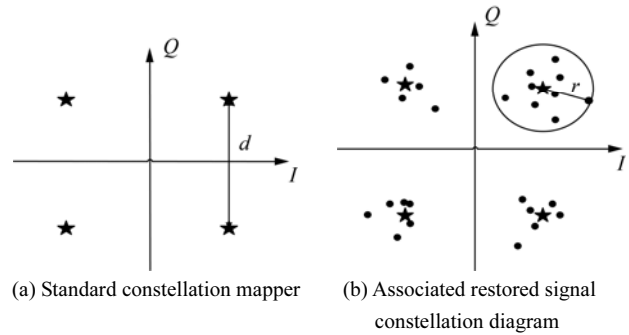 Q
d
I
(a) Standard constellation mapper
Q
r
I
(b) Associated restored signal
constellation diagram